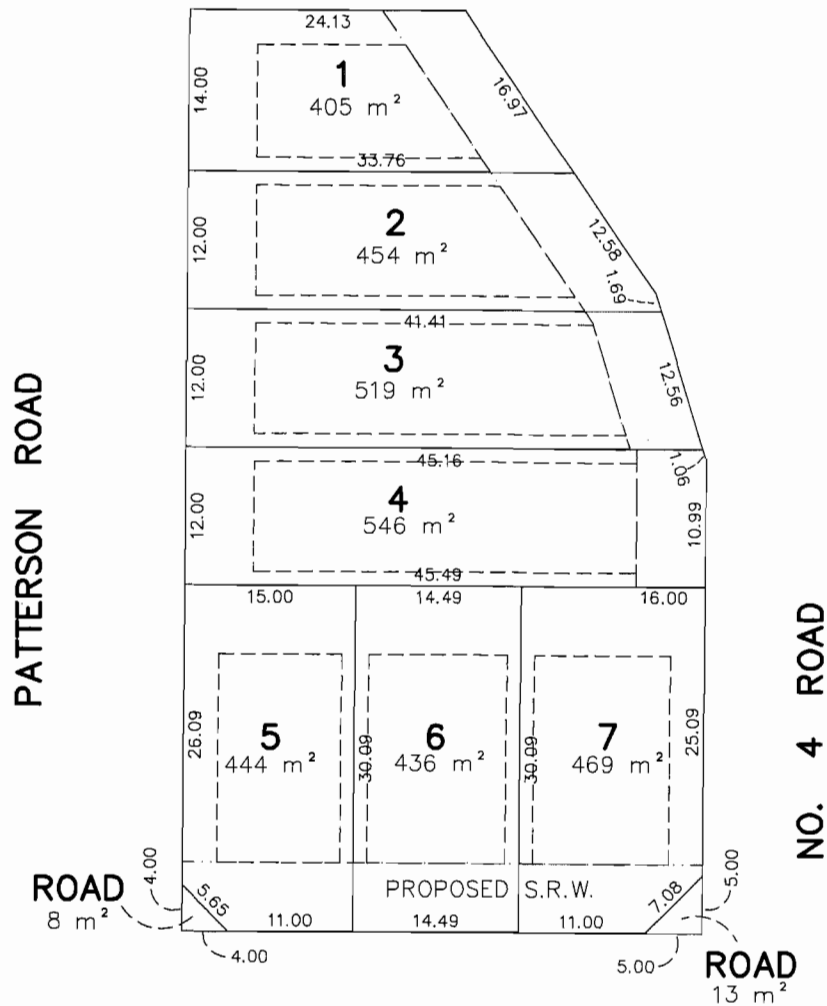 24.13
14.00
1
405 m²
16.97
33.76
12.00
2
454 m²
12.58
1.69
41.41
12.00
3
519 m²
12.56
45.16
1.06
12.00
4
546 m²
10.99
45.49
15.00
14.49
16.00
PATTERSON ROAD
NO. 4 ROAD
26.09
5
444 m²
30.09
6
436 m²
30.09
7
469 m²
25.09
4.00
ROAD
8 m²
5.65
PROPOSED S.R.W.
7.08
5.00
11.00
14.49
11.00
4.00
5.00
ROAD
13 m²